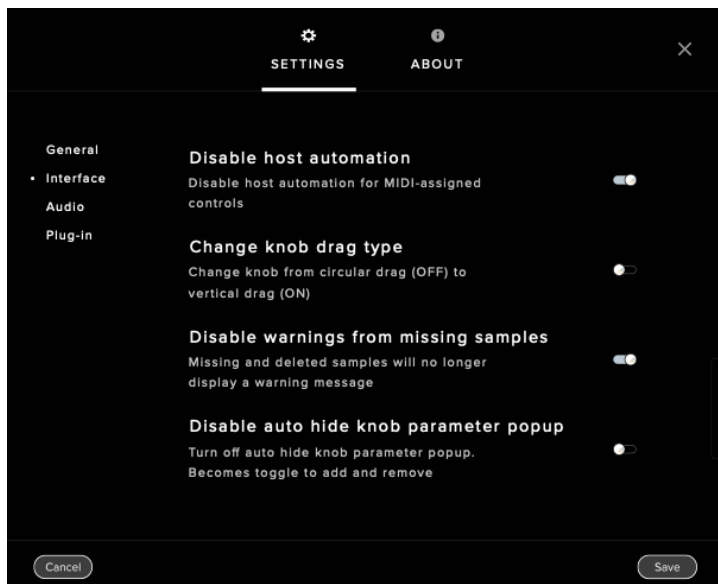 SETTINGS
ABOUT
General
Interface
Audio
Plug-in
Disable host automation
Disable host automation for MIDI-assigned
controls
Change knob drag type
Change knob from circular drag (OFF) to
vertical drag (ON)
Disable warnings from missing samples
Missing and deleted samples will no longer
display a warning message
Disable auto hide knob parameter popup
Turn off auto hide knob parameter popup.
Becomes toggle to add and remove
Cancel
Save